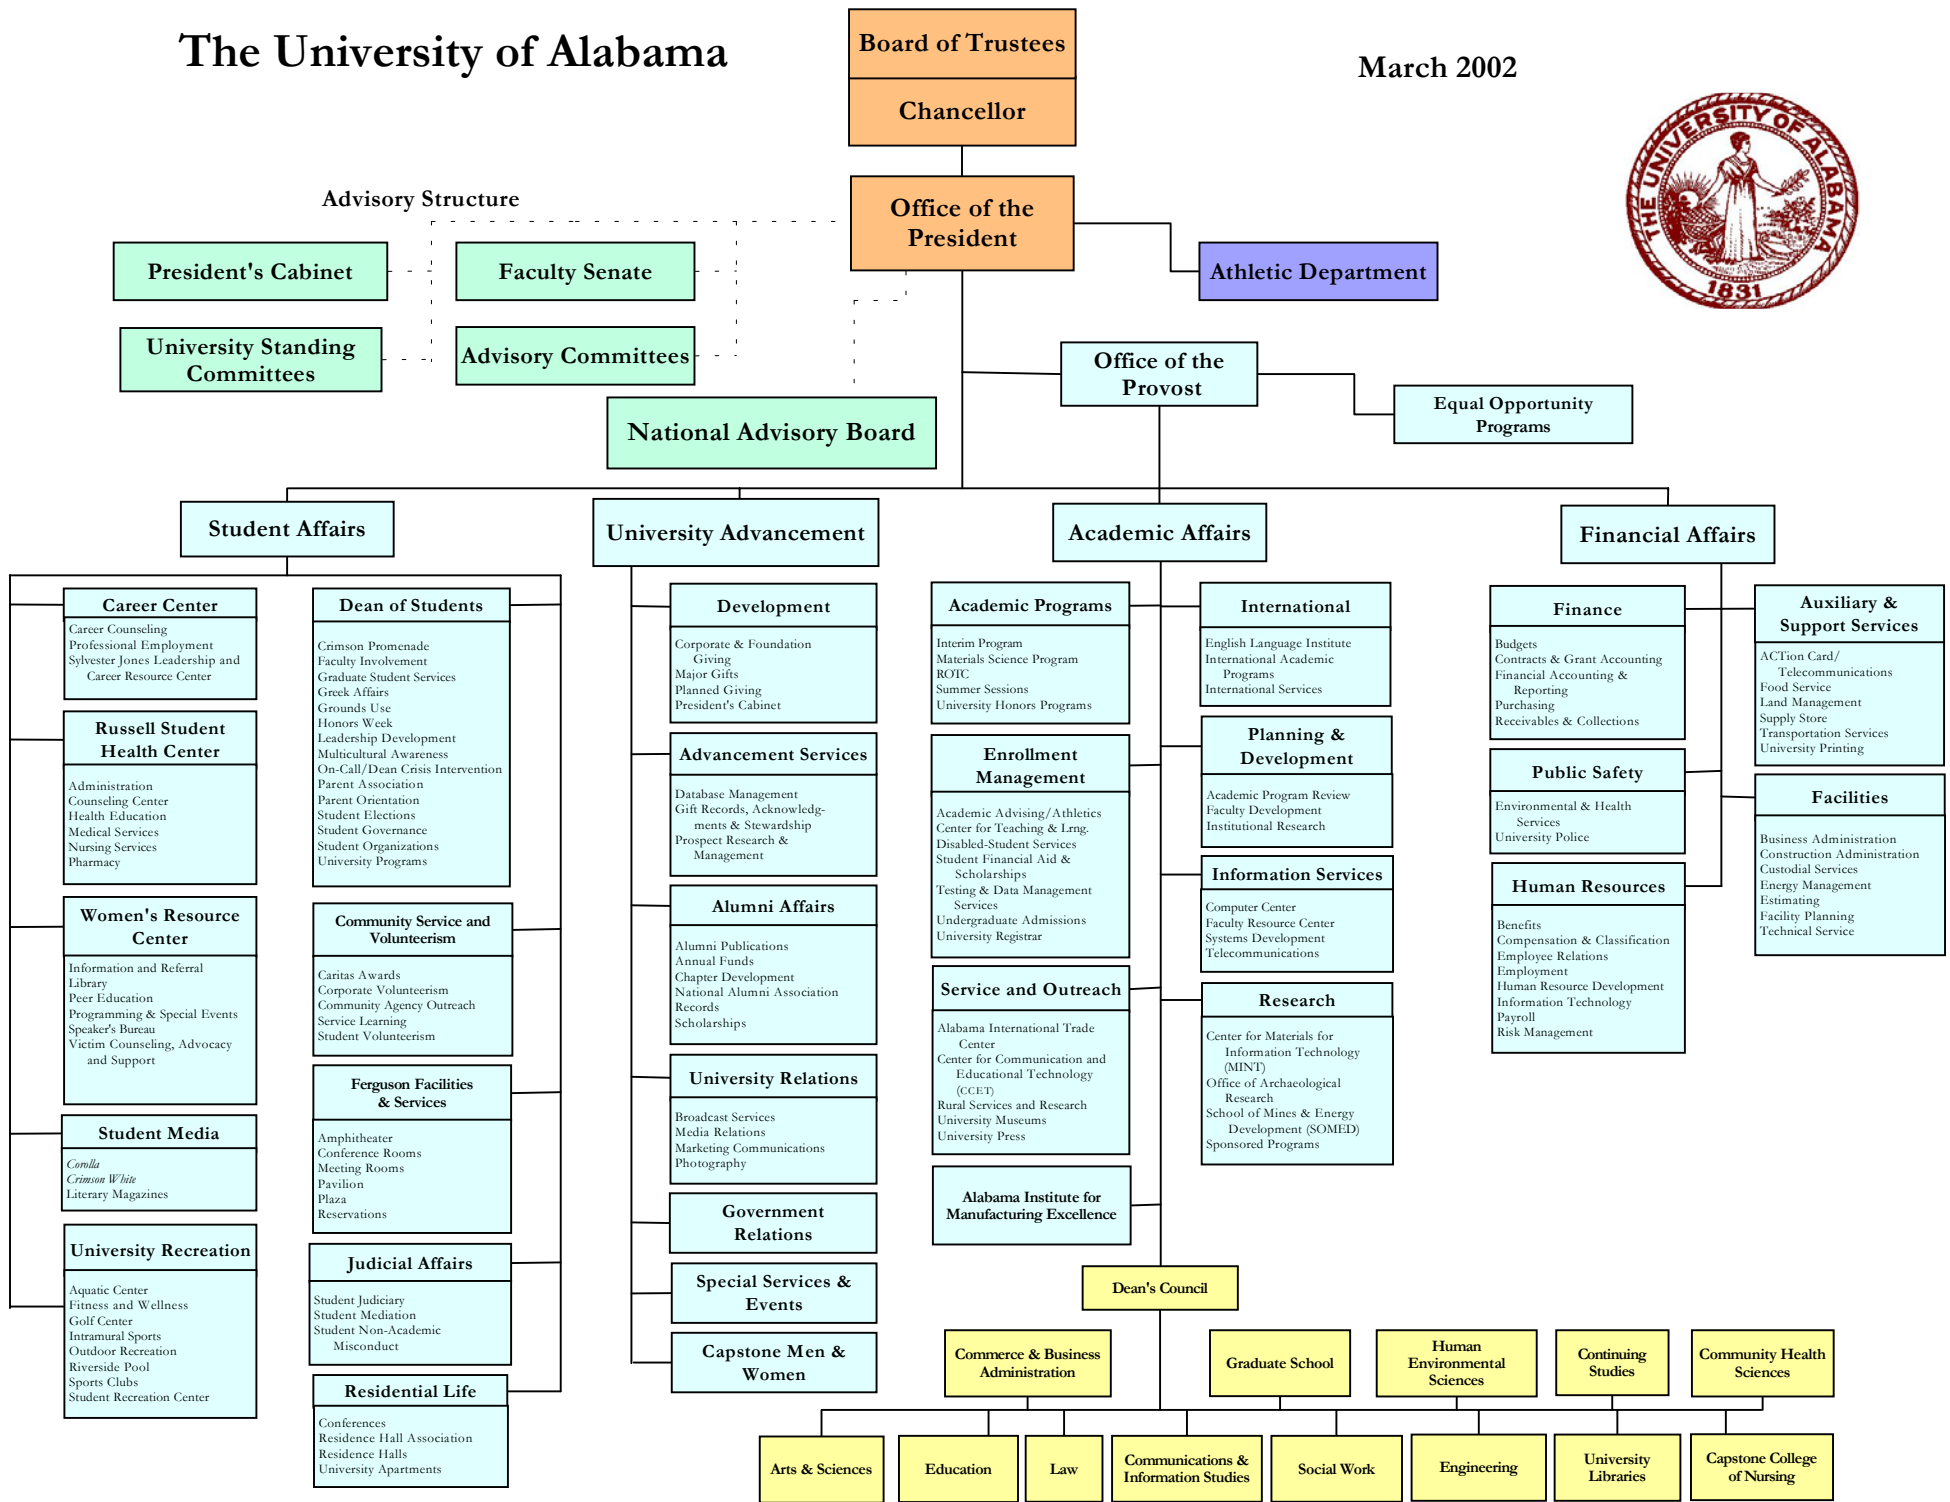 The University of Alabama
March 2002
Board of Trustees
Chancellor
THE UNIVERSITY OF ALABAMA
1831
Office of the
President
Advisory Structure
Athletic Department
President's Cabinet
Faculty Senate
University Standing
Committees
Advisory Committees
National Advisory Board
Office of the
Provost
Equal Opportunity
Programs
Student Affairs
University Advancement
Academic Affairs
Financial Affairs
Career Center
Career Counseling
Professional Employment
Sylvester Jones Leadership and
Career Resource Center
Russell Student
Health Center
Administration
Counseling Center
Health Education
Medical Services
Nursing Services
Pharmacy
Women's Resource
Center
Information and Referral
Library
Peer Education
Programming & Special Events
Speaker's Bureau
Victim Counseling, Advocacy
and Support
Student Media
Corolla
Crimson White
Literary Magazines
University Recreation
Aquatic Center
Fitness and Wellness
Golf Center
Intramural Sports
Outdoor Recreation
Riverside Pool
Sports Clubs
Student Recreation Center
Dean of Students
Crimson Promenade
Faculty Involvement
Graduate Student Services
Greek Affairs
Grounds Use
Honors Week
Leadership Development
Multicultural Awareness
On-Call/Dean Crisis Intervention
Parent Association
Parent Orientation
Student Elections
Student Governance
Student Organizations
University Programs
Community Service and
Volunteerism
Caritas Awards
Corporate Volunteerism
Community Agency Outreach
Service Learning
Student Volunteerism
Ferguson Facilities
& Services
Amphitheater
Conference Rooms
Meeting Rooms
Pavilion
Plaza
Reservations
Judicial Affairs
Student Judiciary
Student Mediation
Student Non-Academic
Misconduct
Residential Life
Conferences
Residence Hall Association
Residence Halls
University Apartments
Development
Corporate & Foundation
Giving
Major Gifts
Planned Giving
President's Cabinet
Advancement Services
Database Management
Gift Records, Acknowledg-
ments & Stewardship
Prospect Research &
Management
Alumni Affairs
Alumni Publications
Annual Funds
Chapter Development
National Alumni Association
Records
Scholarships
University Relations
Broadcast Services
Media Relations
Marketing Communications
Photography
Government
Relations
Special Services &
Events
Capstone Men &
Women
Academic Programs
Interim Program
Materials Science Program
ROTC
Summer Sessions
University Honors Programs
Enrollment
Management
Academic Advising/Athletics
Center for Teaching & Lrng.
Disabled-Student Services
Student Financial Aid &
Scholarships
Testing & Data Management
Services
Undergraduate Admissions
University Registrar
Service and Outreach
Alabama International Trade
Center
Center for Communication and
Educational Technology
(CCET)
Rural Services and Research
University Museums
University Press
Alabama Institute for
Manufacturing Excellence
International
English Language Institute
International Academic
Programs
International Services
Planning &
Development
Academic Program Review
Faculty Development
Institutional Research
Information Services
Computer Center
Faculty Resource Center
Systems Development
Telecommunications
Research
Center for Materials for
Information Technology
(MINT)
Office of Archaeological
Research
School of Mines & Energy
Development (SOMED)
Sponsored Programs
Finance
Budgets
Contracts & Grant Accounting
Financial Accounting &
Reporting
Purchasing
Receivables & Collections
Public Safety
Environmental & Health
Services
University Police
Human Resources
Benefits
Compensation & Classification
Employee Relations
Employment
Human Resource Development
Information Technology
Payroll
Risk Management
Auxiliary &
Support Services
ACTion Card/
Telecommunications
Food Service
Land Management
Supply Store
Transportation Services
University Printing
Facilities
Business Administration
Construction Administration
Custodial Services
Energy Management
Estimating
Facility Planning
Technical Service
Dean's Council
Commerce & Business
Administration
Graduate School
Human
Environmental
Sciences
Continuing
Studies
Community Health
Sciences
Arts & Sciences
Education
Law
Communications &
Information Studies
Social Work
Engineering
University
Libraries
Capstone College
of Nursing